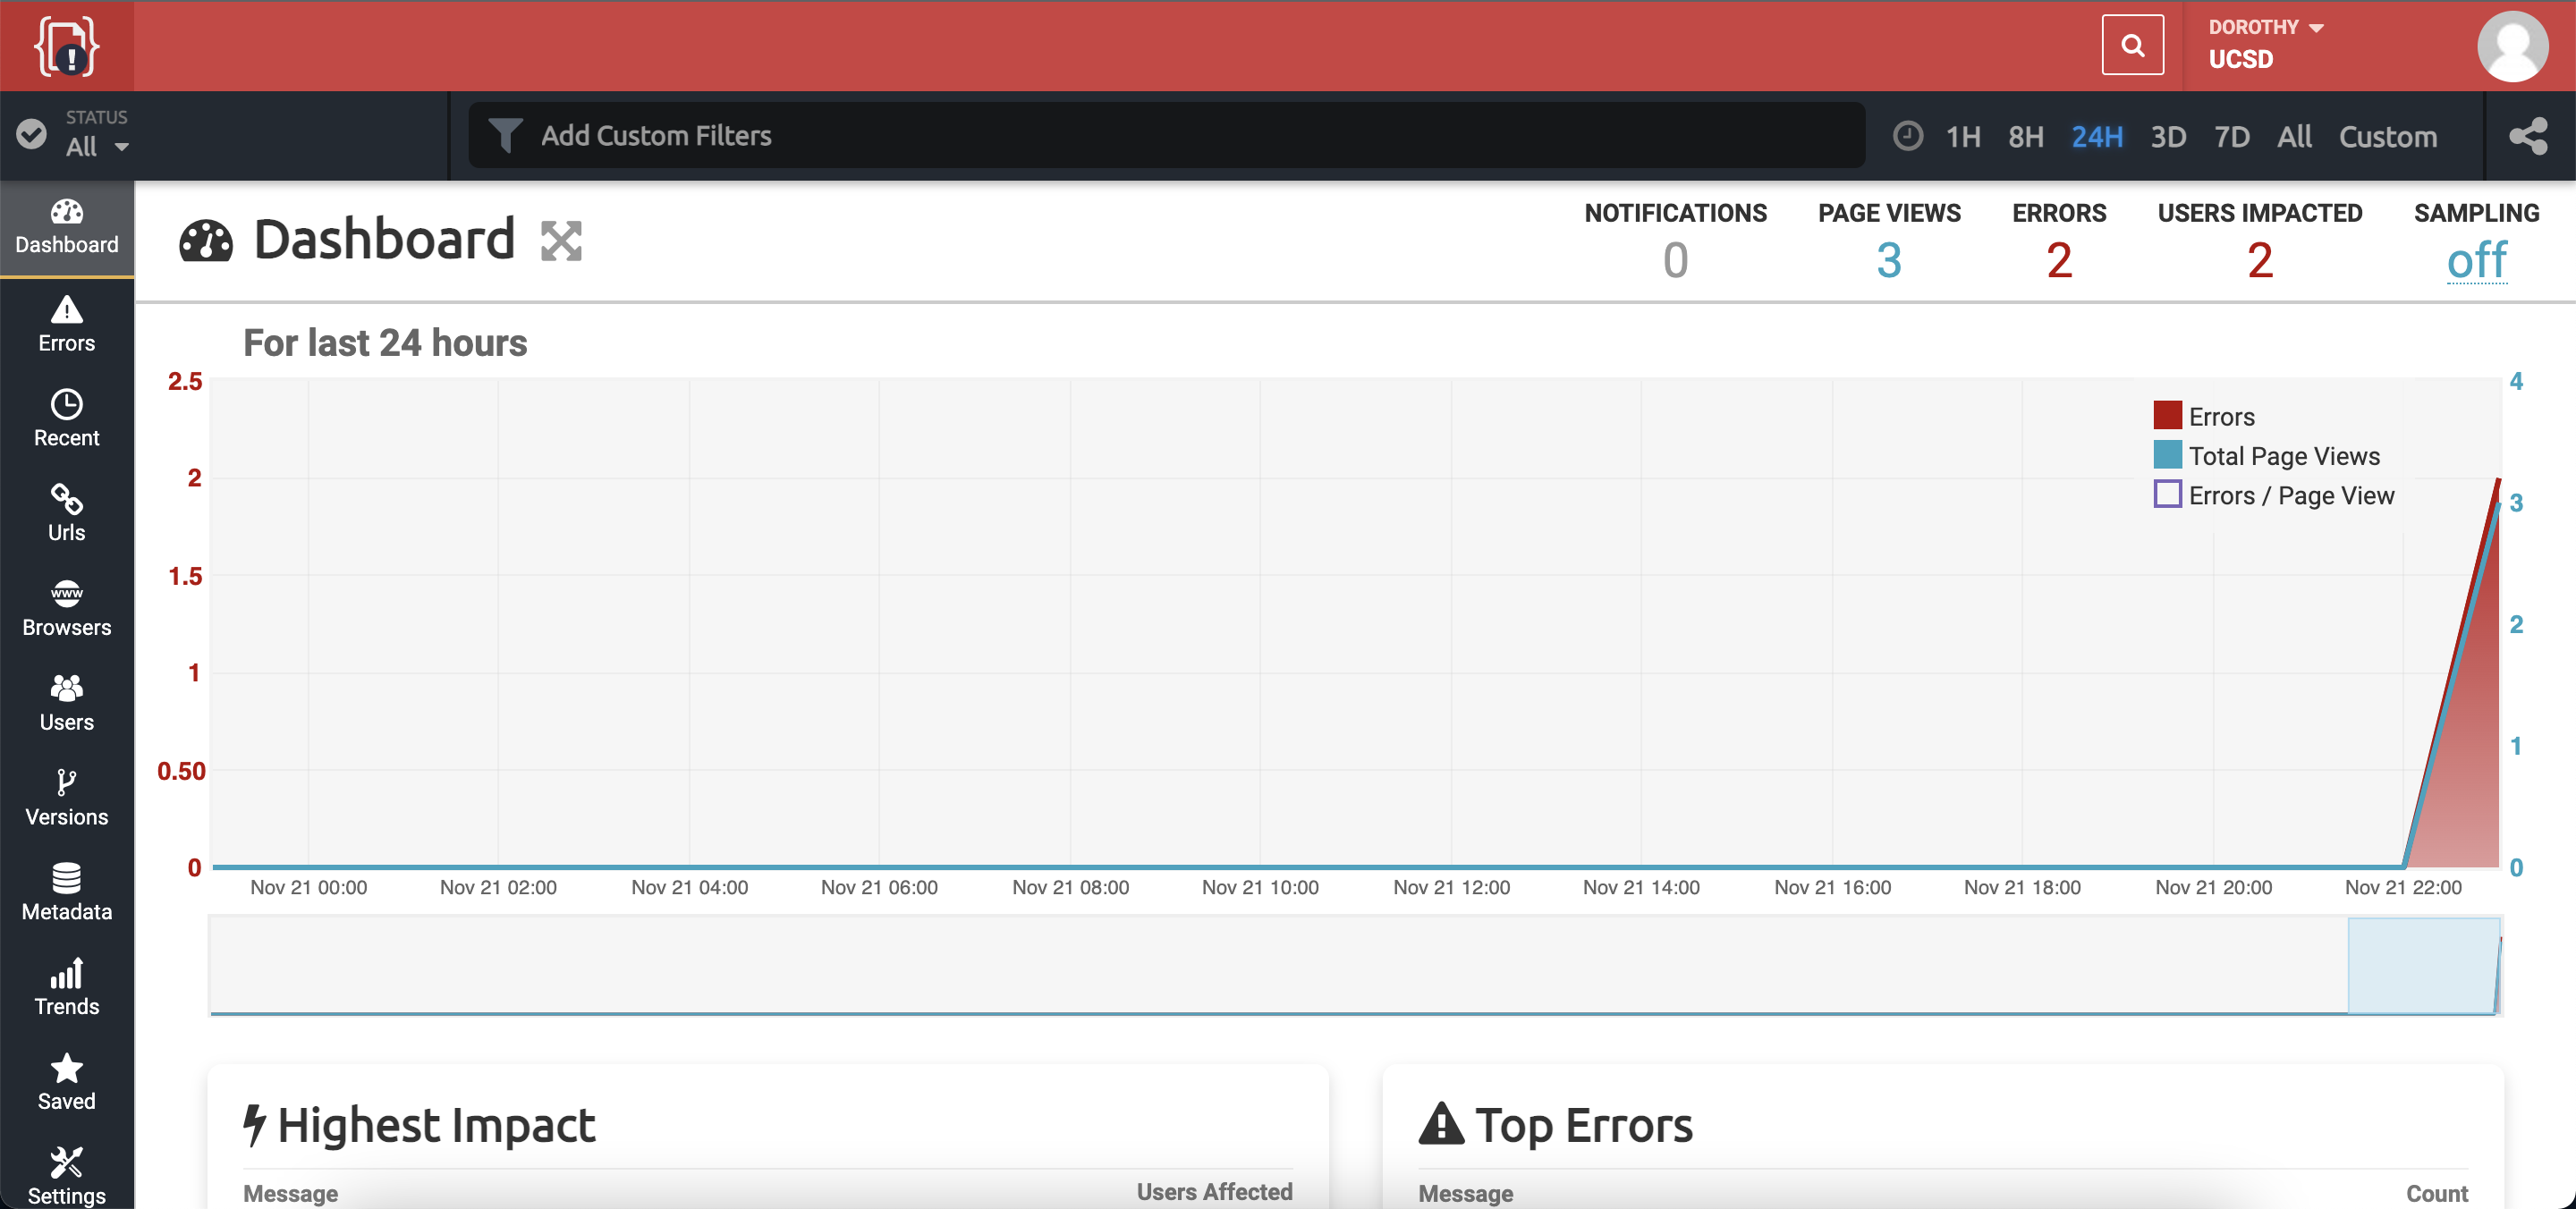 DOROTHY
UCSD
STATUS
All
Add Custom Filters
1H 8H 24H 3D 7D All Custom
Dashboard
Errors
Recent
Urls
WWW
Browsers
Users
Versions
Metadata
Trends
Saved
Settings
Dashboard
NOTIFICATIONS
0
PAGE VIEWS
3
ERRORS
2
USERS IMPACTED
2
SAMPLING
off
For last 24 hours
2.5
2
1.5
1
0.50
0
4
3
2
1
0
Errors
Total Page Views
Errors / Page View
Nov 21 00:00 Nov 21 02:00 Nov 21 04:00 Nov 21 06:00 Nov 21 08:00 Nov 21 10:00 Nov 21 12:00 Nov 21 14:00 Nov 21 16:00 Nov 21 18:00 Nov 21 20:00 Nov 21 22:00
Highest Impact
Message Users Affected
Top Errors
Message Count